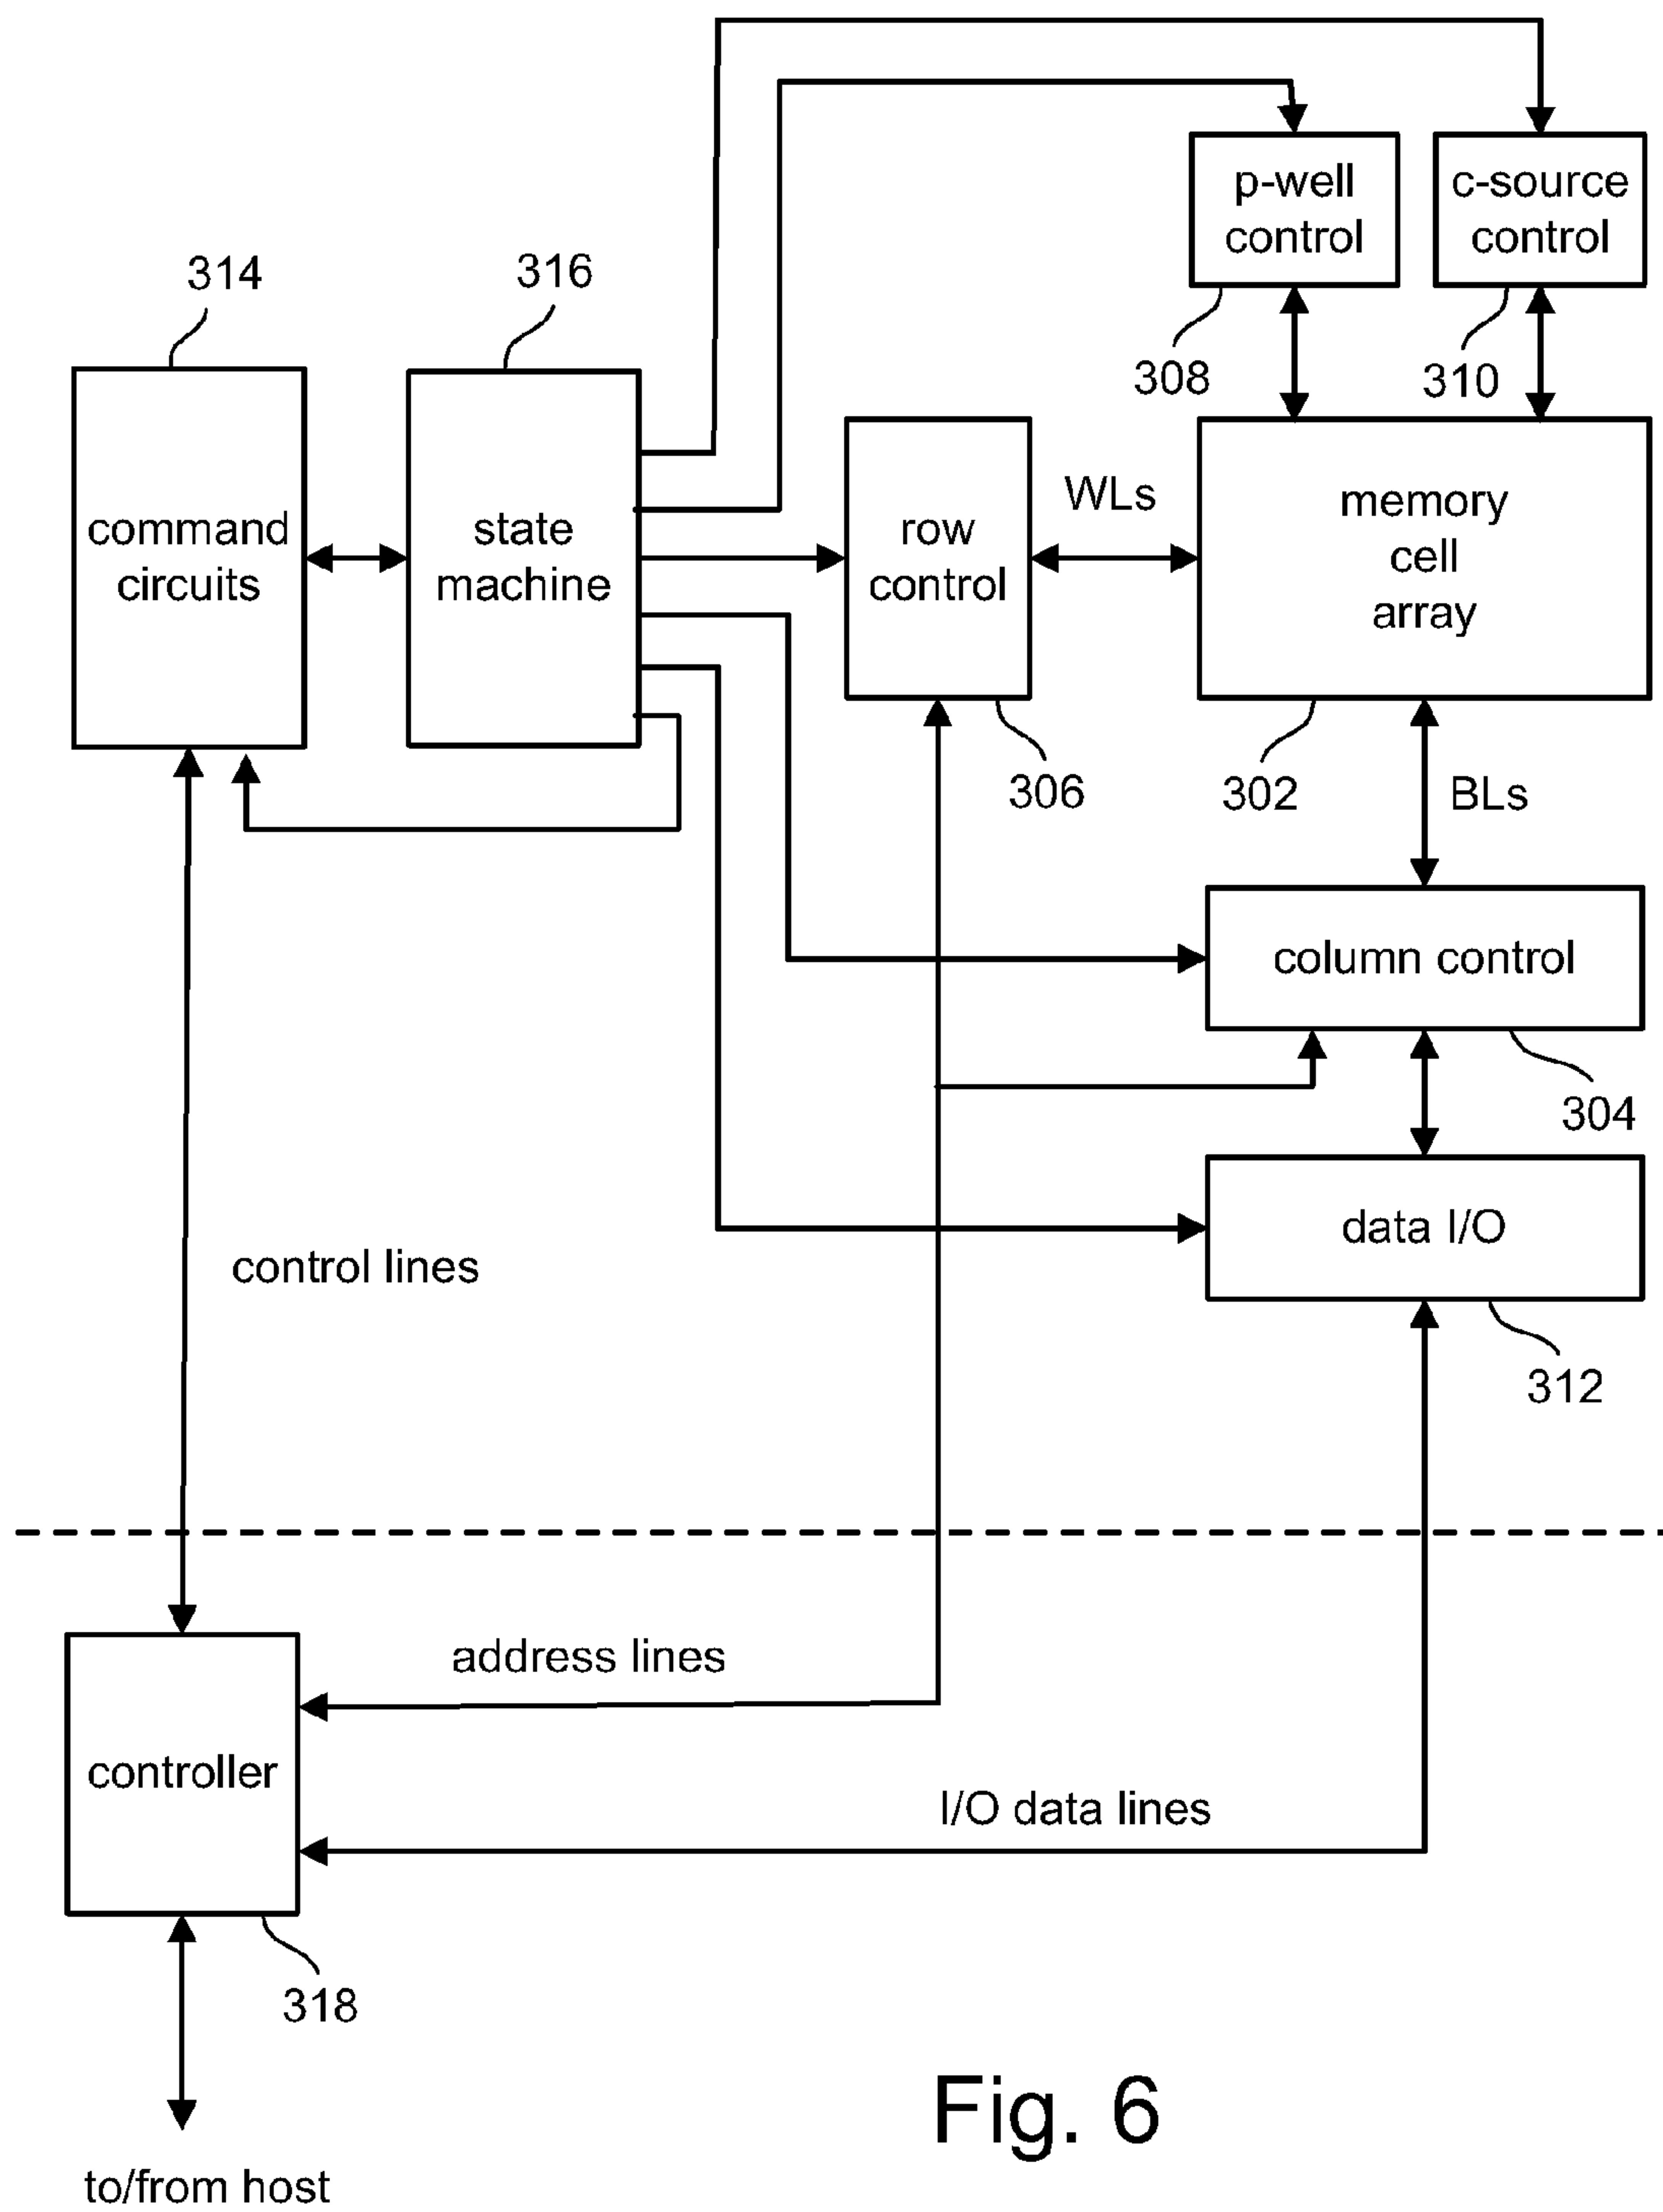 p-well
control
c-source
control
314
316
308
310
command
circuits
state
machine
row
control
WLs
memory
cell
array
306
302
BLs
column control
304
data I/O
control lines
312
address lines
controller
I/O data lines
318
Fig. 6
to/from host